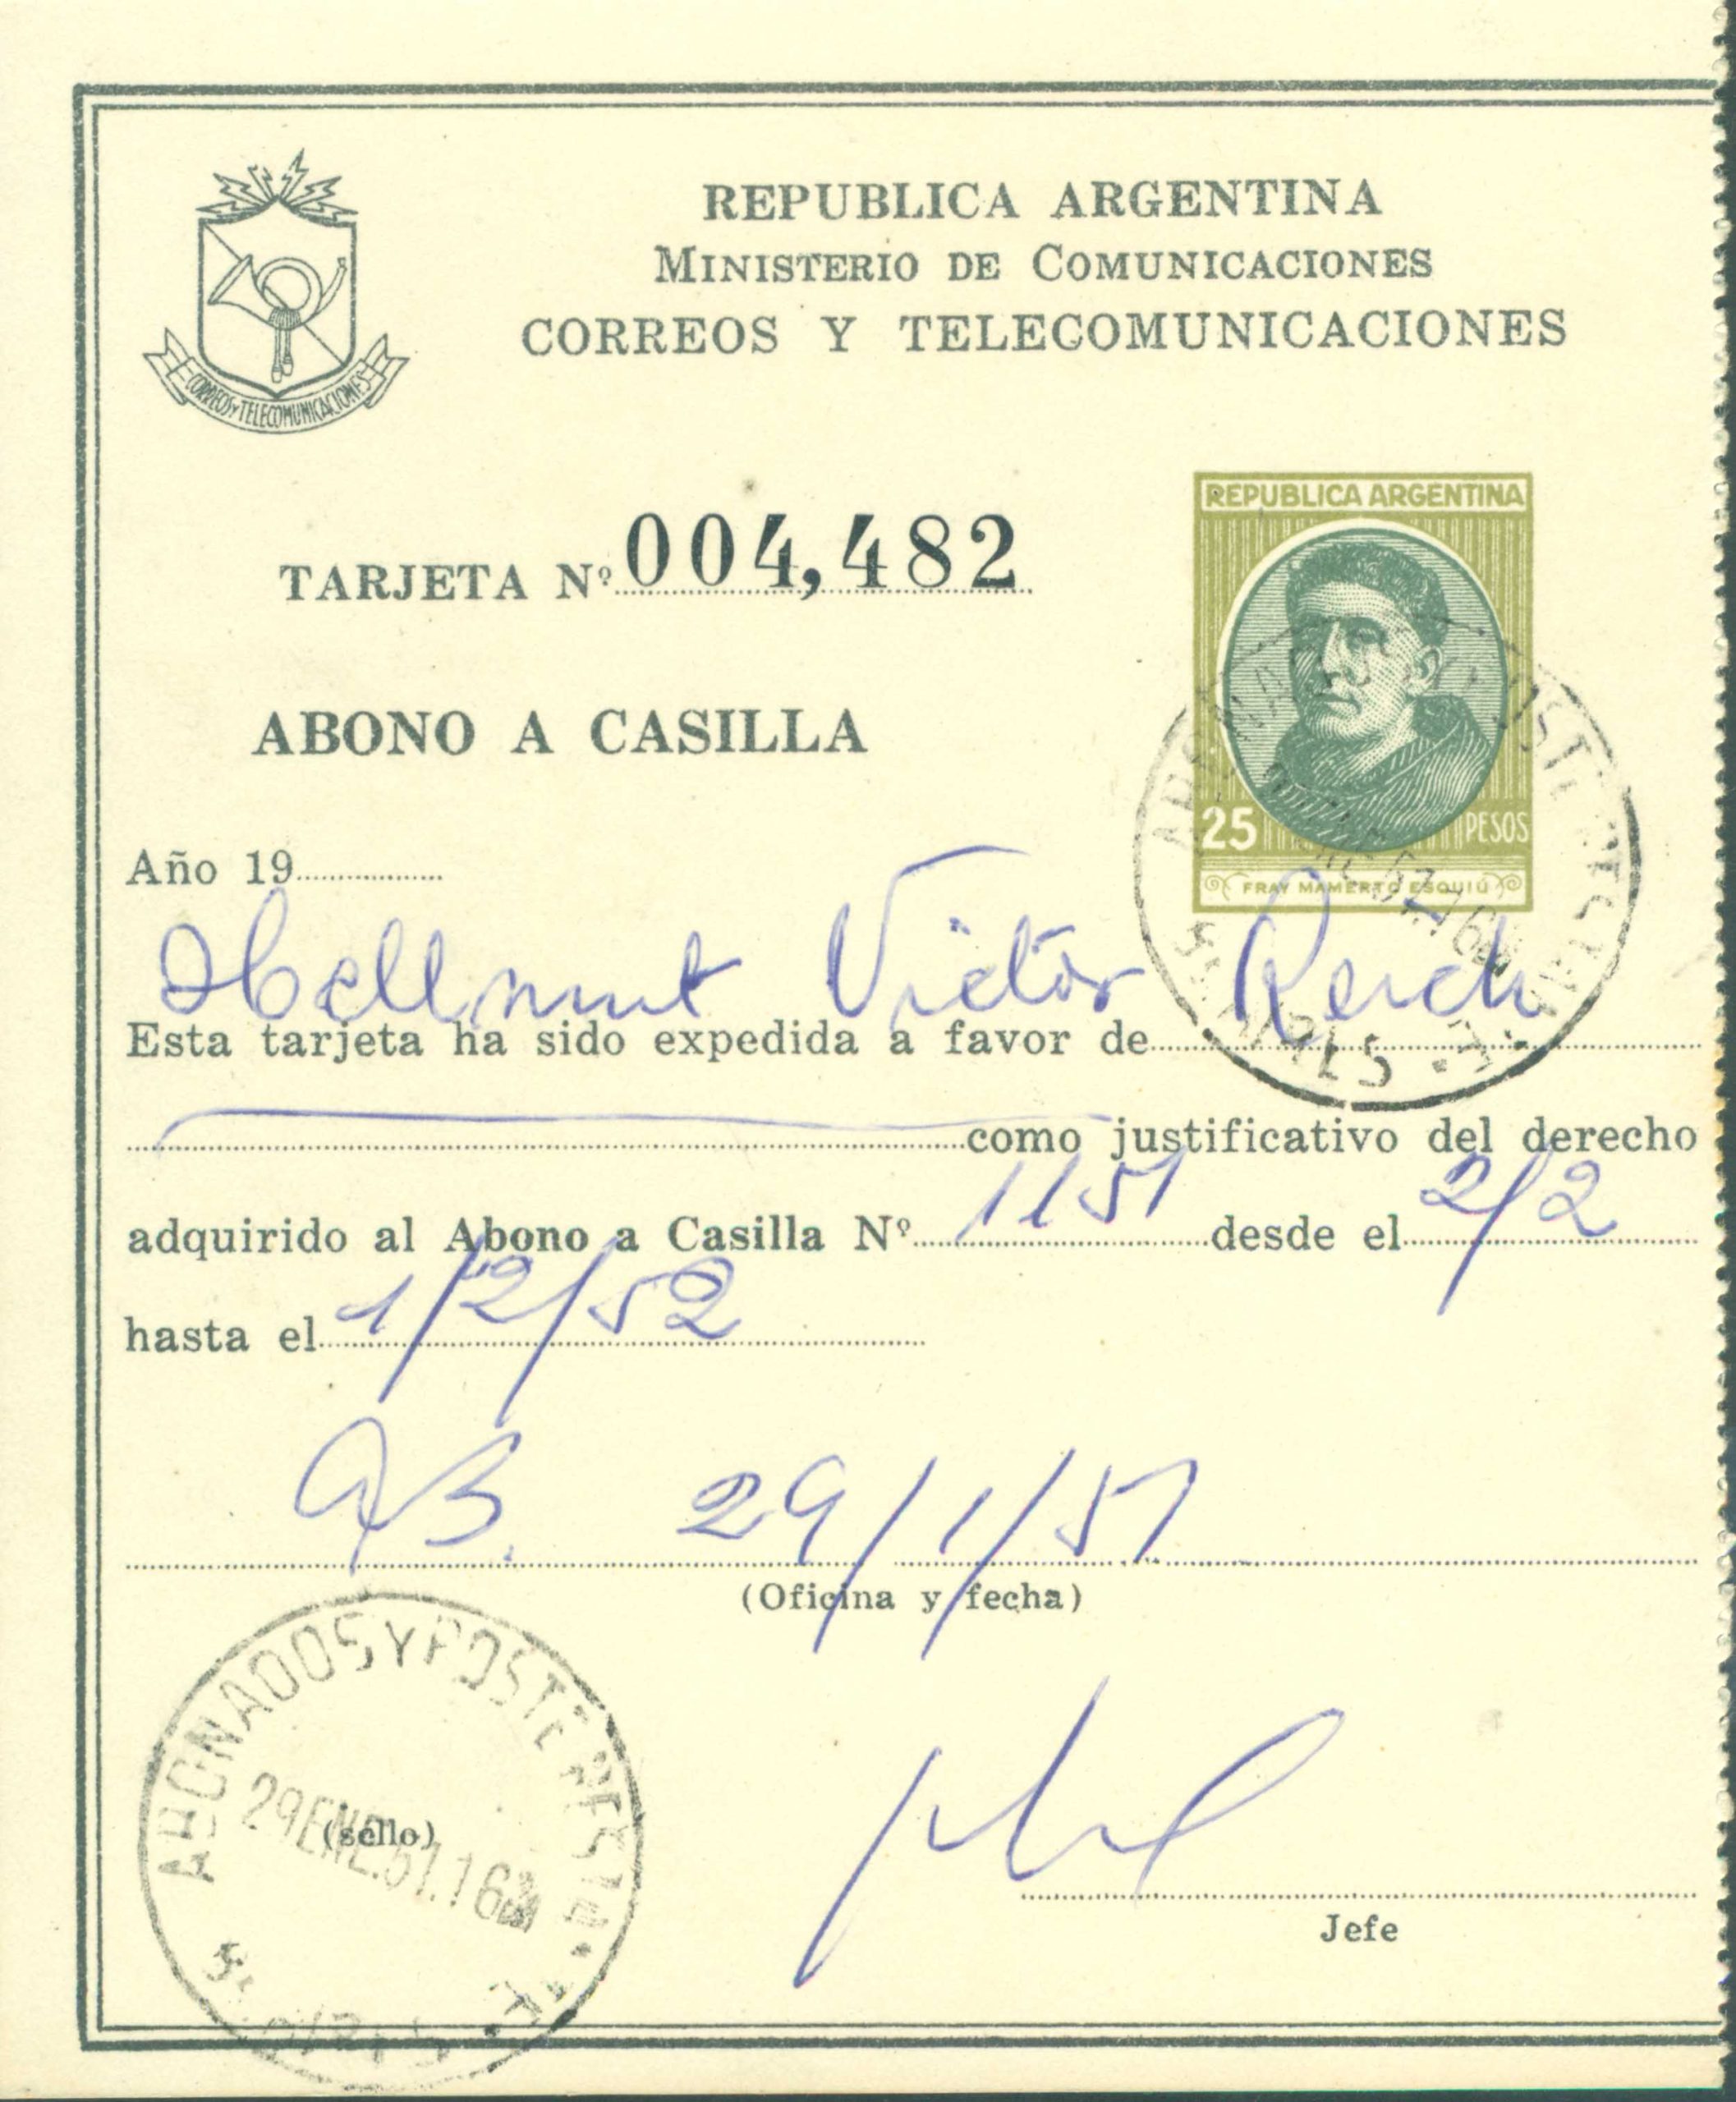 REPUBLICA ARGENTINA
MINISTERIO DE COMUNICACIONES
CORREOS Y TELECOMUNICACIONES
CORREOS Y TELECOMUNICACIONES
REPUBLICA ARGENTINA
25 PESOS
FRAY MAMERTO ESQUIÚ
TARJETA Nº 004,482
ABONO A CASILLA
Año 19
Hellmut Victor Reich
Esta tarjeta ha sido expedida a favor de
como justificativo del derecho
adquirido al Abono a Casilla Nº 1151 desde el 2/2
hasta el 1/2/52
29/1/51
(Oficina y fecha)
ABONADOS Y POSTE RESTE.
29 ENE. 51. 16
(sello)
Jefe